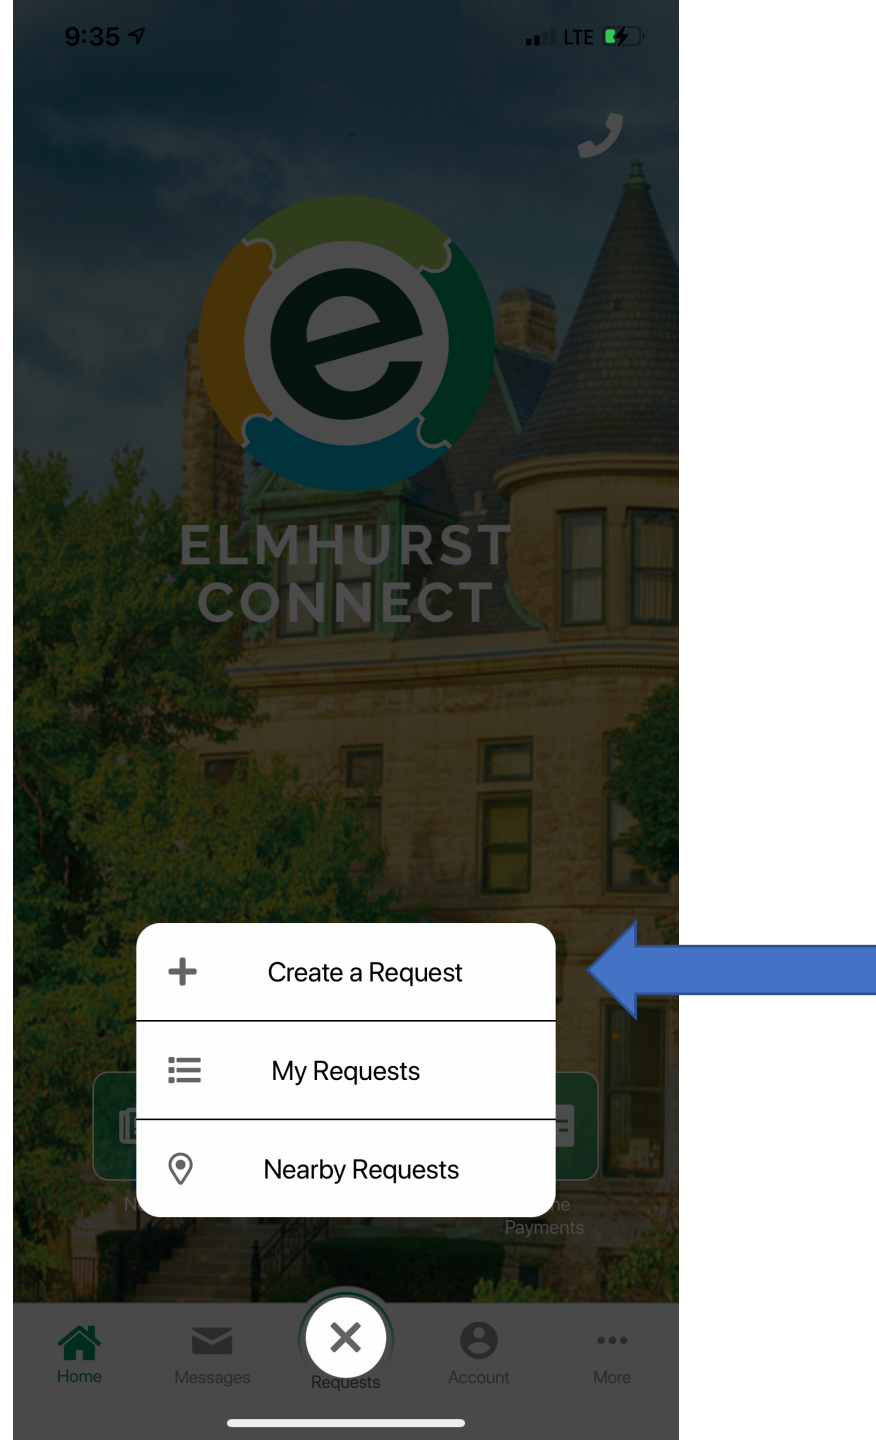 9:35
LTE
e
ELMHURST
CONNECT
Create a Request
My Requests
Nearby Requests
Payments
Home
Messages
Requests
Account
More